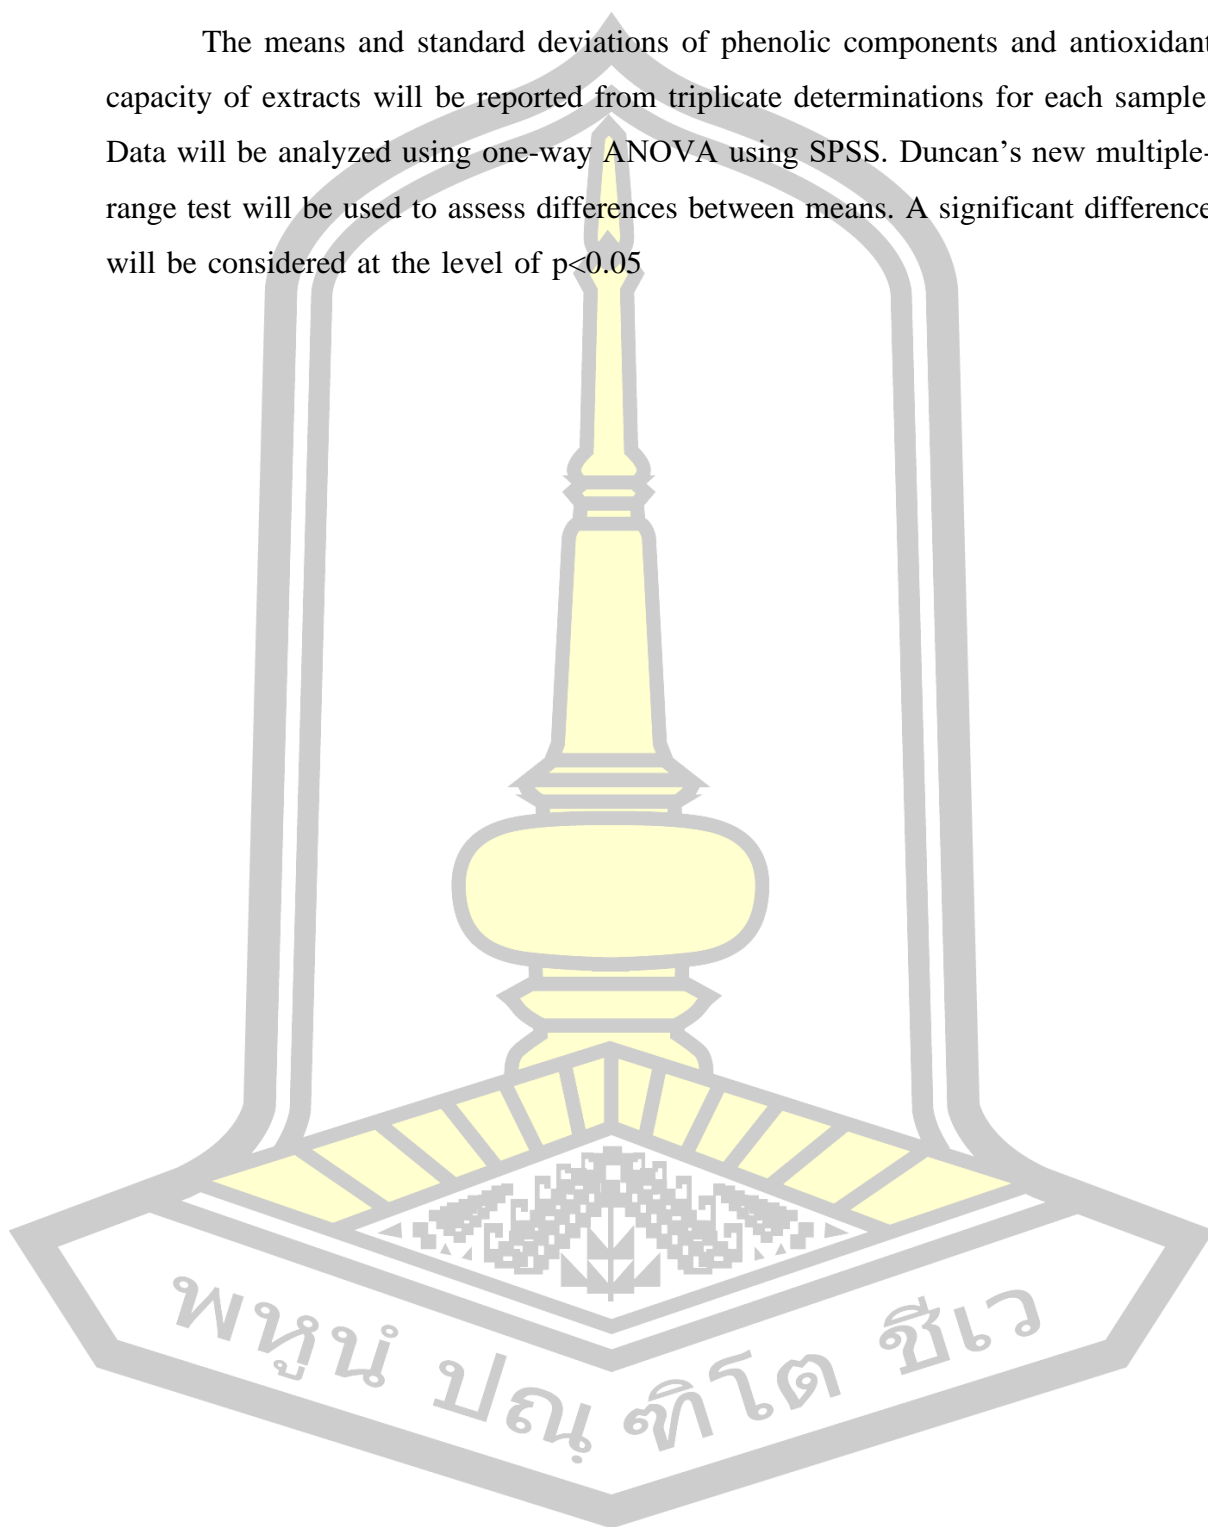 The means and standard deviations of phenolic components and antioxidant
capacity of extracts will be reported from triplicate determinations for each sample
Data will be analyzed using one-way ANOVA using SPSS. Duncan’s new multiple-
range test will be used to assess differences between means. A significant difference
will be considered at the level of p<0.05
พหูนํ ปณฺฑิโต ชีเว